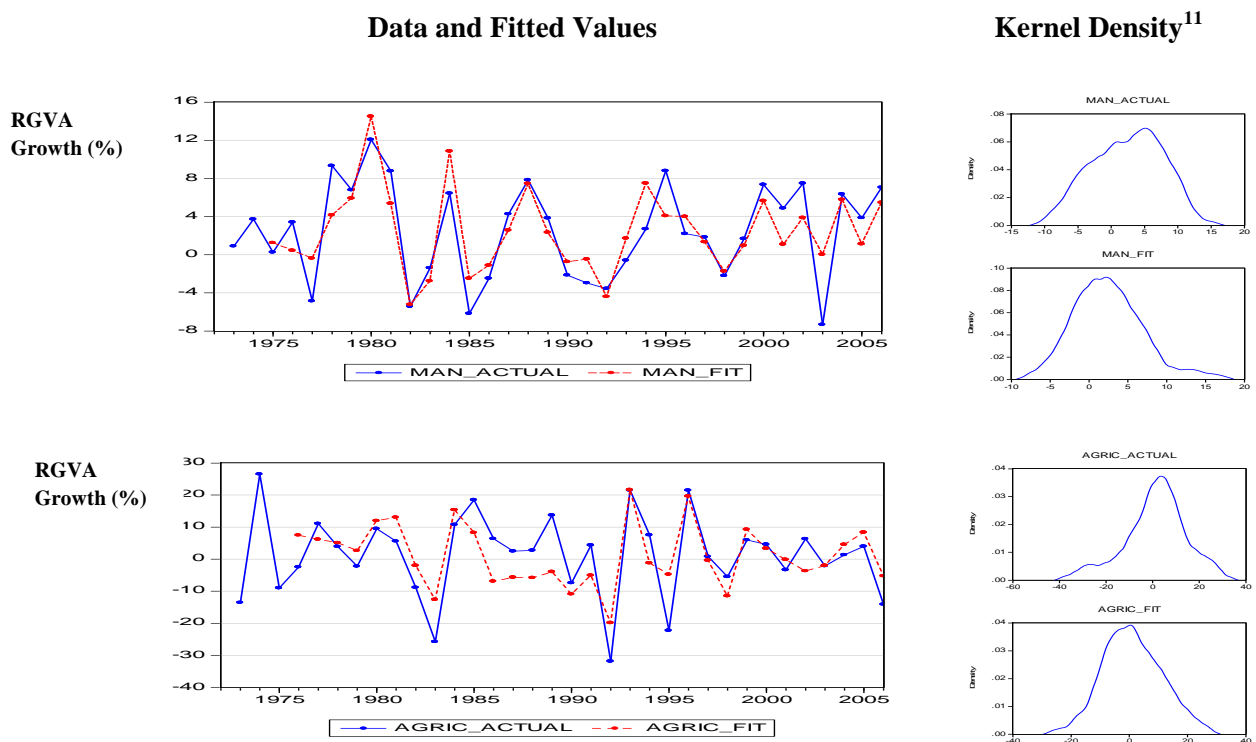 Data and Fitted Values
Kernel Density11
RGVA
Growth (%)
16
12
8
4
0
-4
-8
1975 1980 1985 1990 1995 2000 2005
MAN_ACTUAL MAN_FIT
MAN_ACTUAL
Density
.08
.06
.04
.02
.00
-15 -10 -5 0 5 10 15 20
MAN_FIT
Density
.10
.08
.06
.04
.02
.00
-10 -5 0 5 10 15 20
RGVA
Growth (%)
30
20
10
0
-10
-20
-30
-40
1975 1980 1985 1990 1995 2000 2005
AGRIC_ACTUAL AGRIC_FIT
AGRIC_ACTUAL
Density
.04
.03
.02
.01
.00
-60 -40 -20 0 20 40
AGRIC_FIT
Density
.04
.03
.02
.01
.00
-40 -20 0 20 40